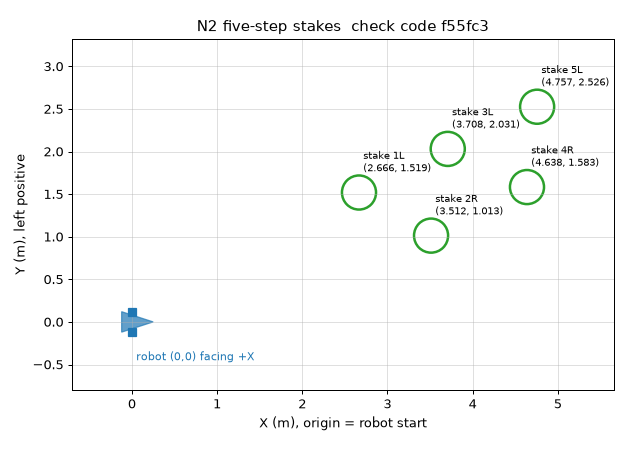 N2 five-step stakes  check code f55fc3
stake 5L
(4.757, 2.526)
stake 3L
(3.708, 2.031)
stake 1L
(2.666, 1.519)
stake 4R
(4.638, 1.583)
stake 2R
(3.512, 1.013)
robot (0,0) facing +X
3.0
2.5
2.0
1.5
1.0
0.5
0.0
−0.5
Y (m), left positive
0
1
2
3
4
5
X (m), origin = robot start